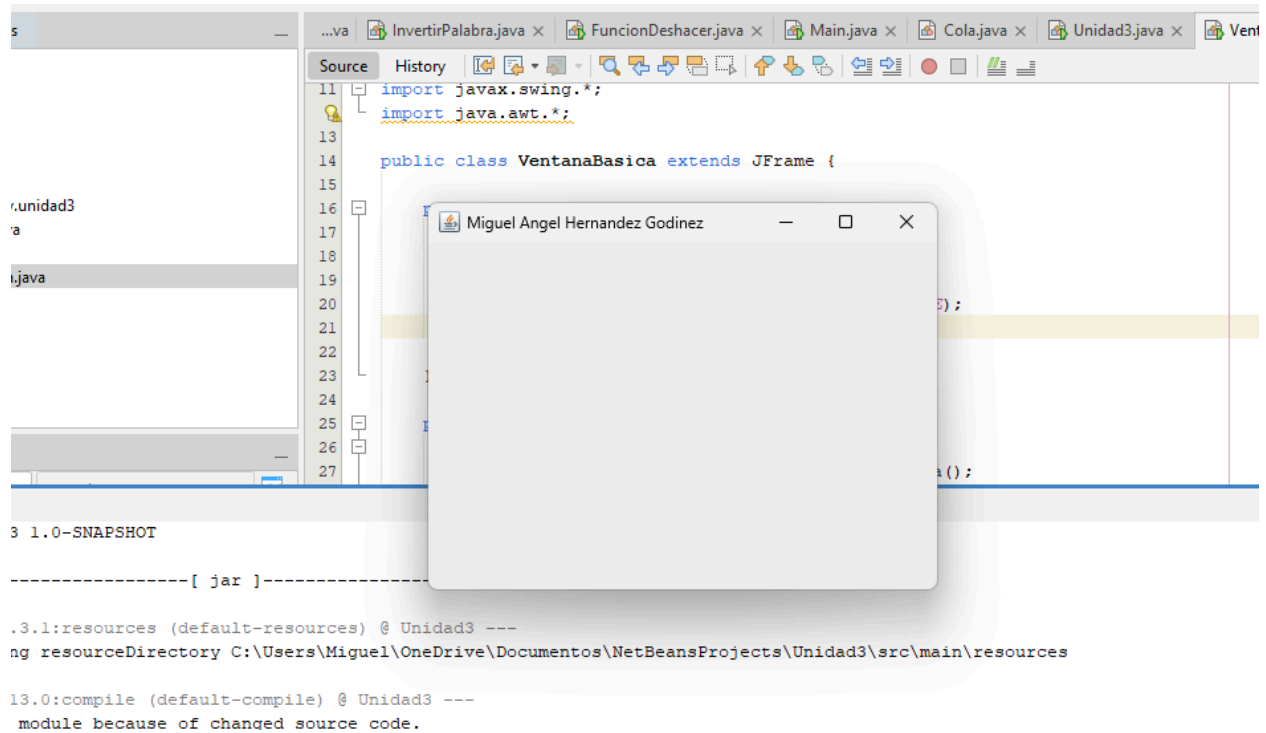 s
...va InvertirPalabra.java FuncionDeshacer.java Main.java Cola.java Unidad3.java Vent
Source History
11 import javax.swing.*;
import java.awt.*;
13
14 public class VentanaBasica extends JFrame {
15
.unidad3
16
Miguel Angel Hernandez Godinez
17
18
.java
19
20 );
21
22
23
24
25
26
27 a();
3 1.0-SNAPSHOT
-----------------[ jar ]-----------------
.3.1:resources (default-resources) @ Unidad3 ---
ng resourceDirectory C:\Users\Miguel\OneDrive\Documentos\NetBeansProjects\Unidad3\src\main\resources
13.0:compile (default-compile) @ Unidad3 ---
module because of changed source code.